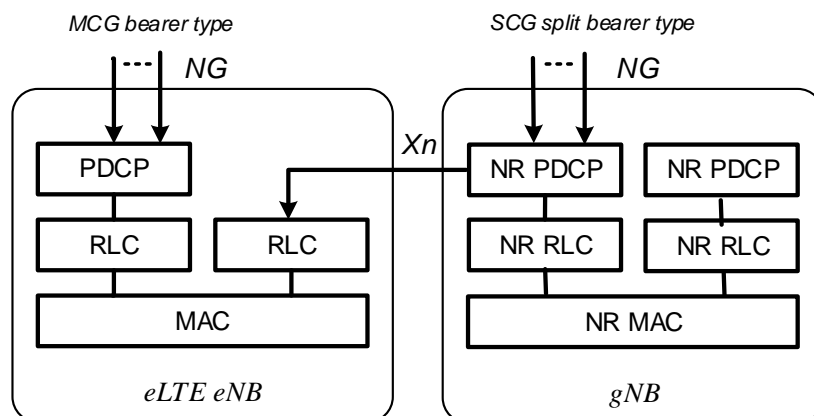 MCG bearer type
SCG split bearer type
NG
NG
Xn
PDCP
NR PDCP
NR PDCP
RLC
RLC
NR RLC
NR RLC
MAC
NR MAC
eLTE eNB
gNB